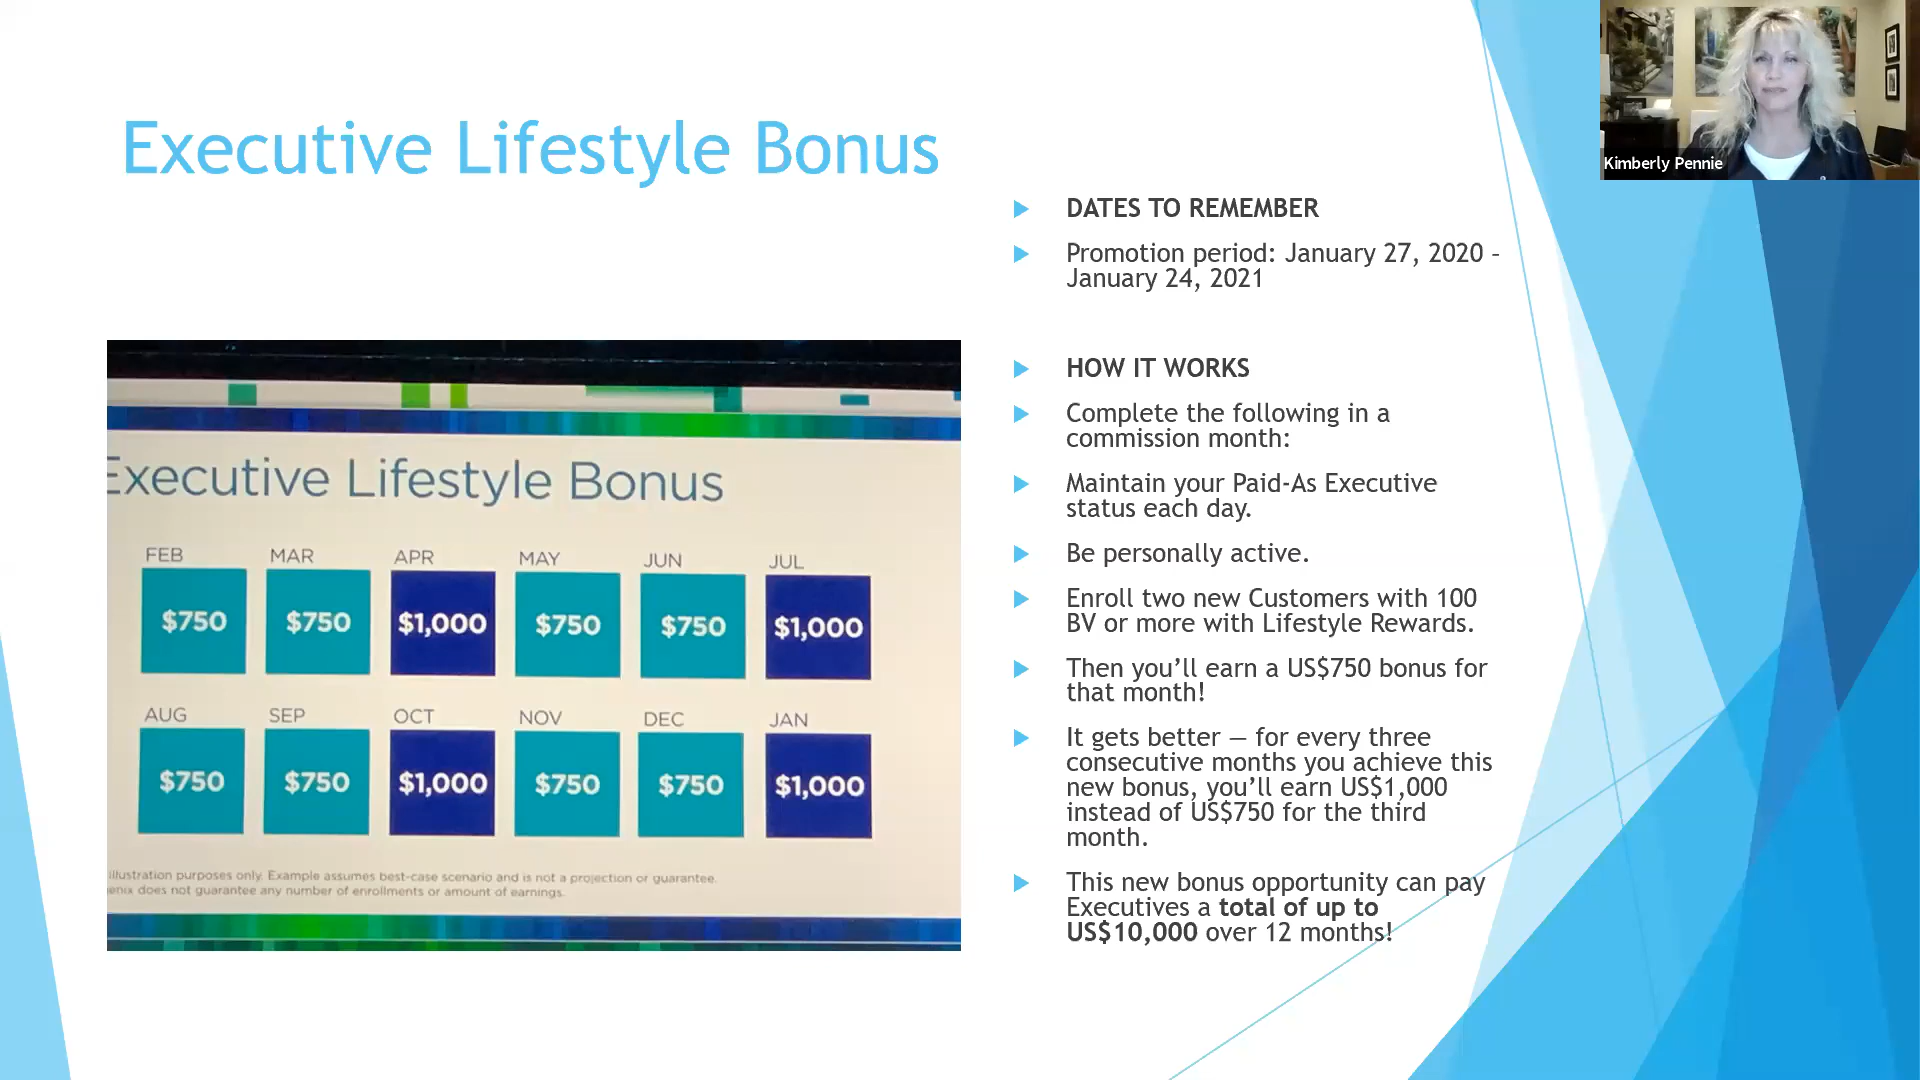 Executive Lifestyle Bonus
Kimberly Pennie
DATES TO REMEMBER
Promotion period: January 27, 2020 -
January 24, 2021
HOW IT WORKS
Complete the following in a
commission month:
Maintain your Paid-As Executive
status each day.
Be personally active.
Enroll two new Customers with 100
BV or more with Lifestyle Rewards.
Then you’ll earn a US$750 bonus for
that month!
It gets better — for every three
consecutive months you achieve this
new bonus, you’ll earn US$1,000
instead of US$750 for the third
month.
This new bonus opportunity can pay
Executives a total of up to
US$10,000 over 12 months!
Executive Lifestyle Bonus
FEB MAR APR MAY JUN JUL
$750 $750 $1,000 $750 $750 $1,000
AUG SEP OCT NOV DEC JAN
$750 $750 $1,000 $750 $750 $1,000
illustration purposes only. Example assumes best-case scenario and is not a projection or guarantee.
does not guarantee any number of enrollments or amount of earnings.